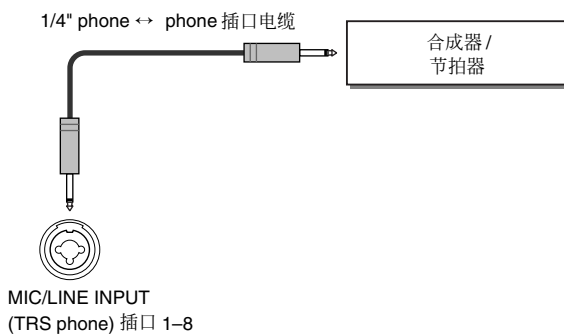 1/4" phone ↔ phone 插口电缆
合成器 /
节拍器
MIC/LINE INPUT
(TRS phone) 插口 1–8